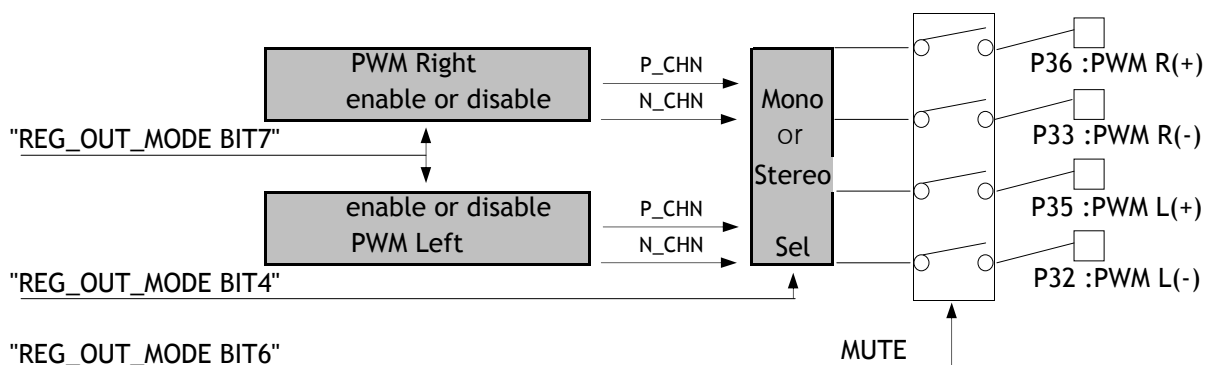 PWM Right
enable or disable
P_CHN
N_CHN
"REG_OUT_MODE BIT7"
enable or disable
PWM Left
P_CHN
N_CHN
"REG_OUT_MODE BIT4"
Mono
or
Stereo
Sel
P36 :PWM R(+)
P33 :PWM R(-)
P35 :PWM L(+)
P32 :PWM L(-)
"REG_OUT_MODE BIT6"
MUTE